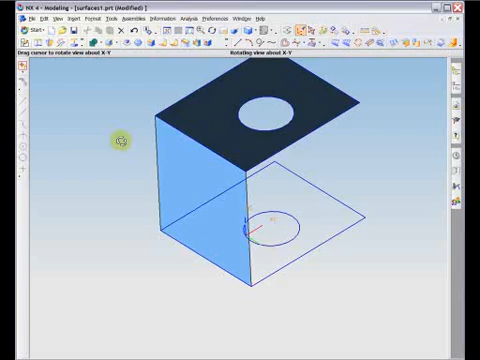 NX 4 - Modeling - [surfaces1.prt (Modified) ]
File Edit View Insert Format Tools Assemblies Information Analysis Preferences Window Help
Start
Drag cursor to rotate view about X-Y Rotating view about X-Y